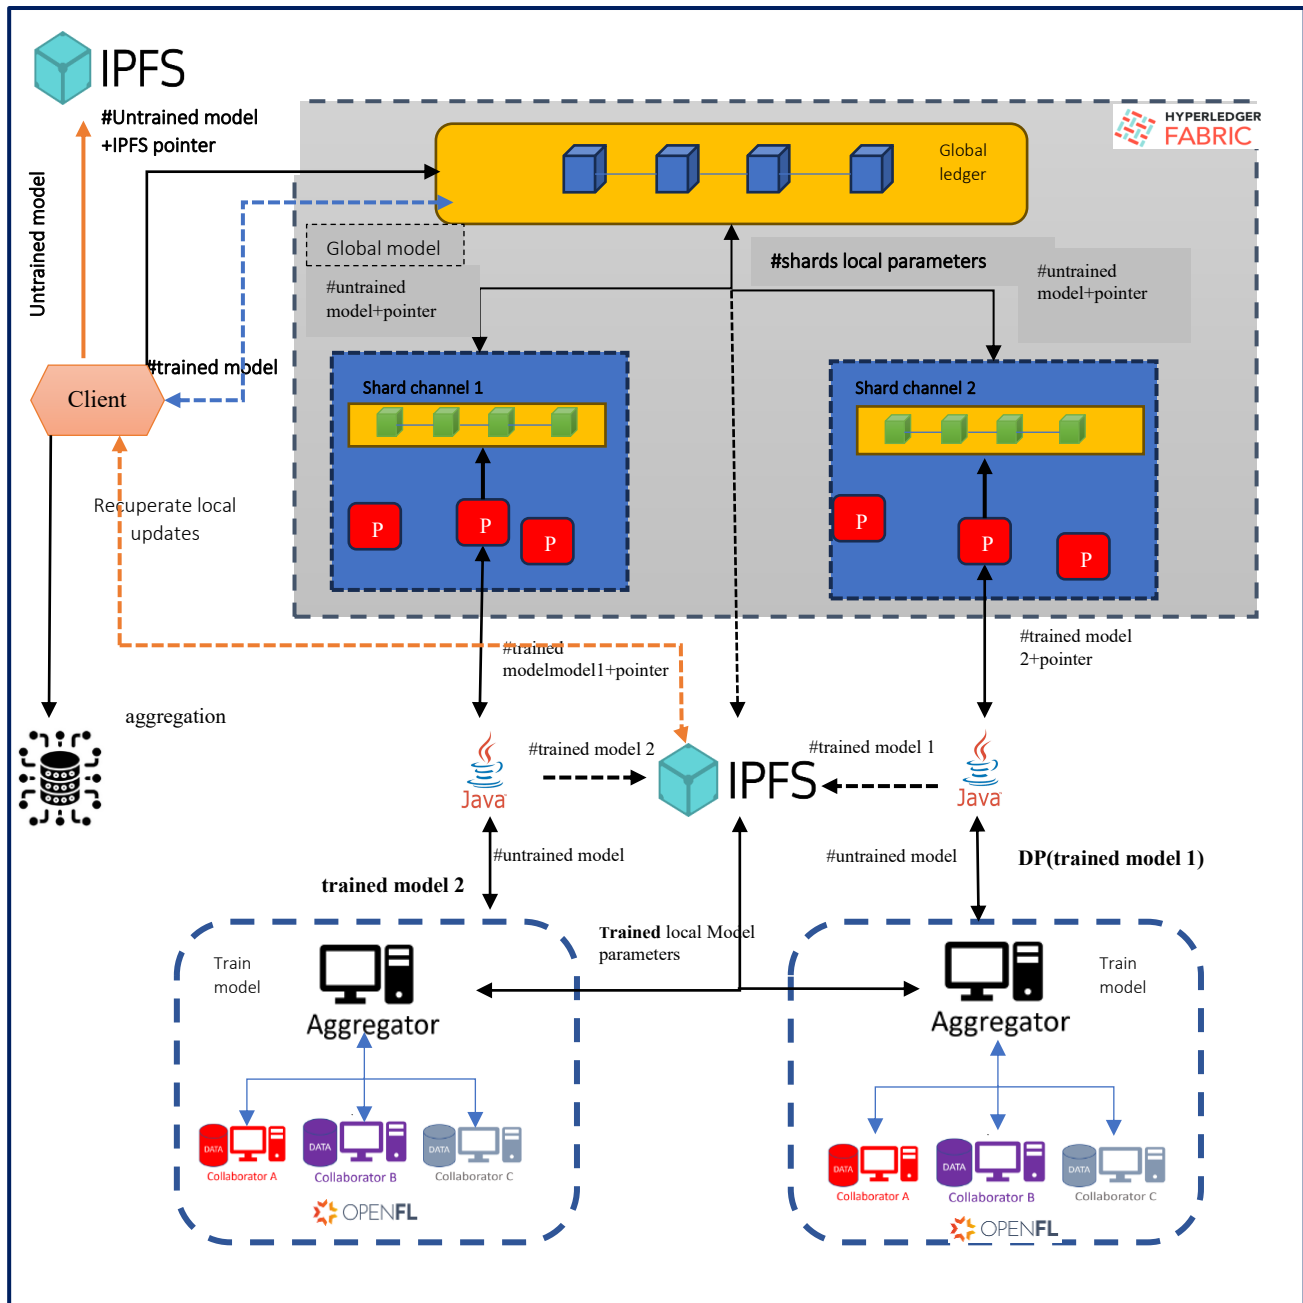 IPFS
#Untrained model
+IPFS pointer
Untrained model
HYPERLEDGER
FABRIC
Global
ledger
Global model
#shards local parameters
#untrained
model+pointer
#untrained
model+pointer
#trained model
Client
Shard channel 1
Shard channel 2
P
P
P
P
P
P
Recuperate local
updates
#trained
modelmodel1+pointer
#trained model
2+pointer
aggregation
#trained model 2
#trained model 1
Java
IPFS
Java
#untrained model
#untrained model
DP(trained model 1)
trained model 2
Trained local Model
parameters
Train
model
Aggregator
Train
model
Aggregator
DATA
Collaborator A
DATA
Collaborator B
DATA
Collaborator C
OPENFL
DATA
Collaborator A
DATA
Collaborator B
DATA
Collaborator C
OPENFL